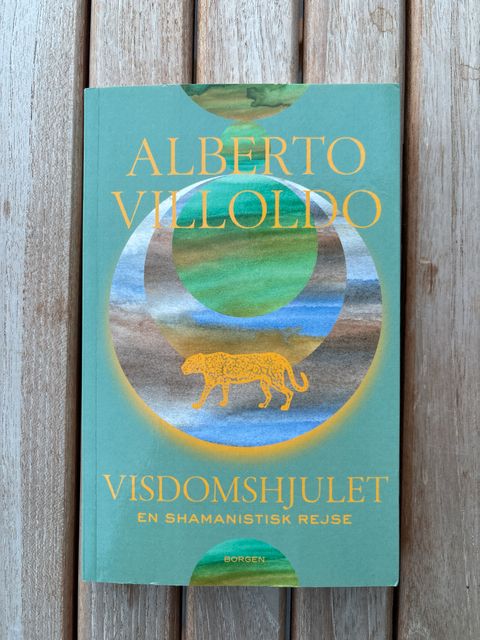 ALBERTO
VILLOLDO
VISDOMSHJULET
EN SHAMANISTISK REJSE
BORGEN